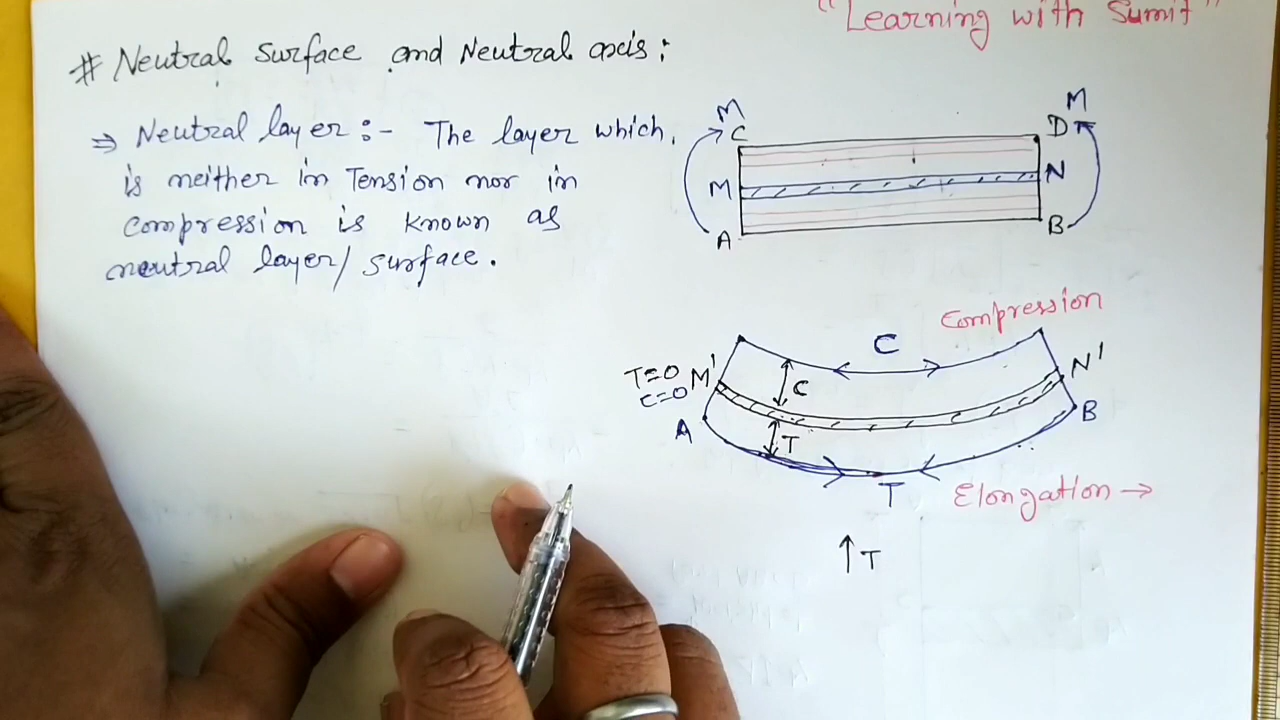 "Learning with Sumit"
# Neutral surface and Neutral axis :
⇒ Neutral layer :- The layer which
is neither in Tension nor in
compression is known as
neutral layer / surface .
M
C
D
M
M
N
A
B
Compression
C
T=0
C=0
M'
C
N'
A
T
B
T
Elongation →
↑ T